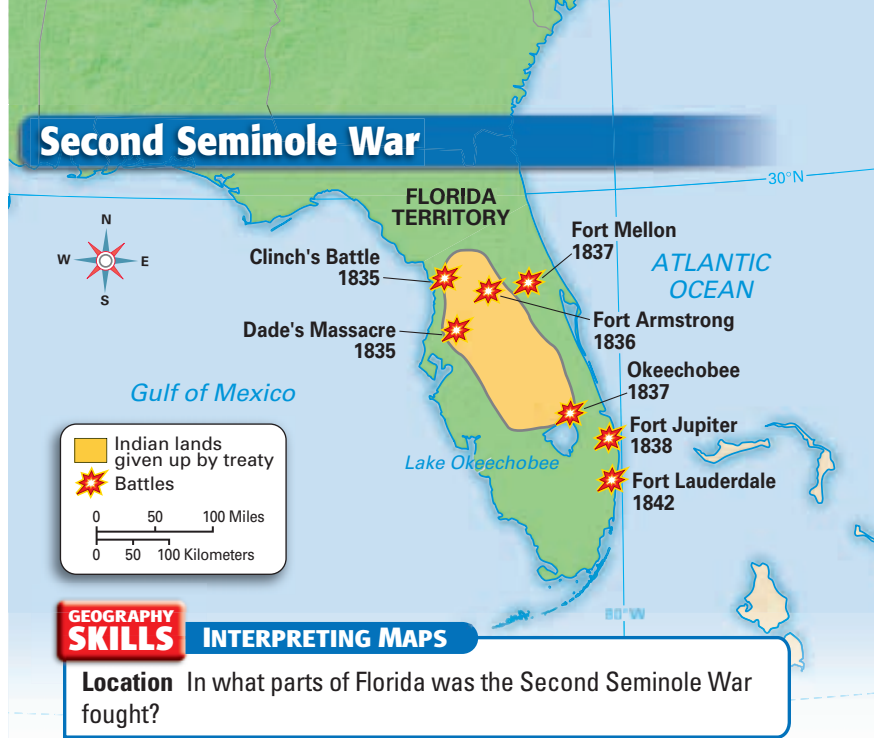 Second Seminole War
30°N
FLORIDA
TERRITORY
N
W
E
S
Clinch's Battle
1835
Fort Mellon
1837
ATLANTIC
OCEAN
Dade's Massacre
1835
Fort Armstrong
1836
Okeechobee
1837
Gulf of Mexico
Fort Jupiter
1838
Lake Okeechobee
Fort Lauderdale
1842
Indian lands
given up by treaty
Battles
0 50 100 Miles
0 50 100 Kilometers
80°W
GEOGRAPHY
SKILLS
INTERPRETING MAPS
Location In what parts of Florida was the Second Seminole War
fought?